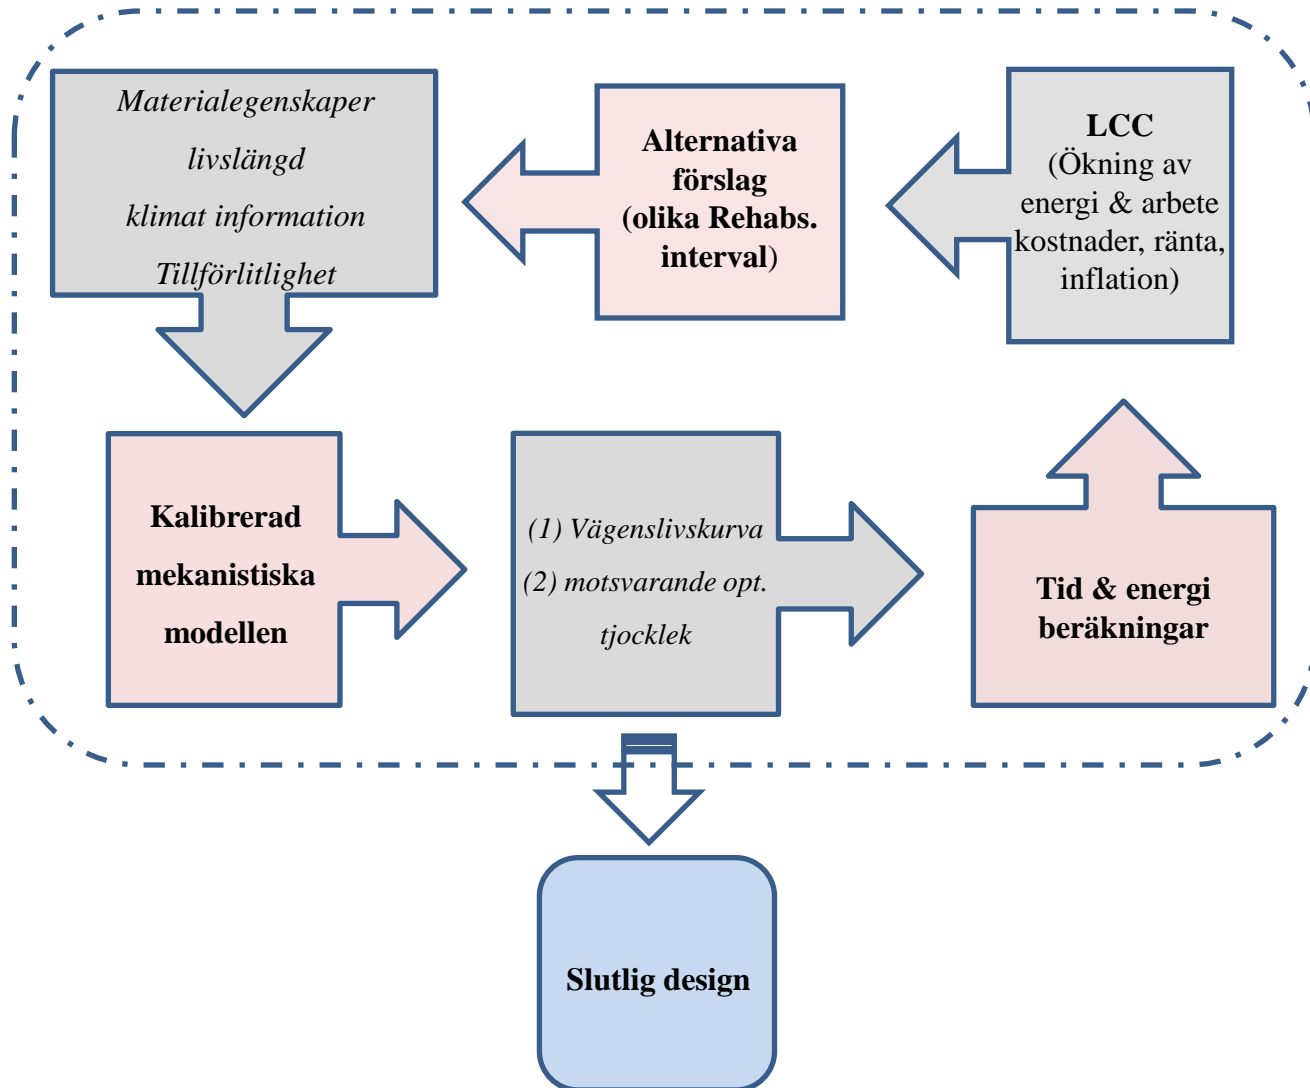 Materialegenskaper
livslängd
klimat information
Tillförlitlighet
Alternativa
förslag
(olika Rehabs.
interval)
LCC
(Ökning av
energi & arbete
kostnader, ränta,
inflation)
Kalibrerad
mekanistiska
modellen
(1) Vägenslivskurva
(2) motsvarande opt.
tjocklek
Tid & energi
beräkningar
Slutlig design